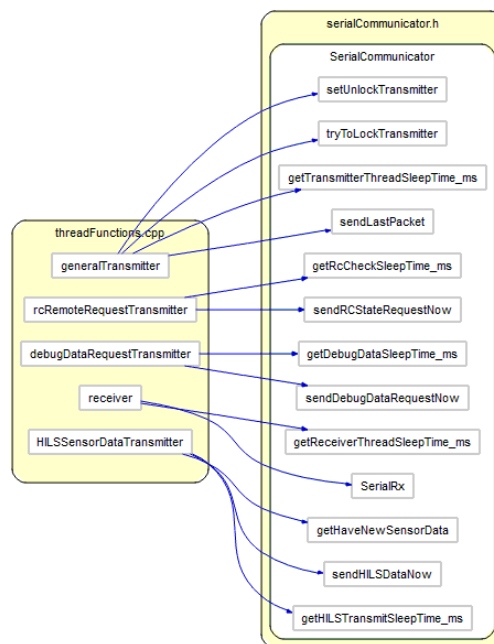 serialCommunicator.h
SerialCommunicator
setUnlockTransmitter
tryToLockTransmitter
getTransmitterThreadSleepTime_ms
sendLastPacket
threadFunctions.cpp
generalTransmitter
getRcCheckSleepTime_ms
rcRemoteRequestTransmitter
sendRCStateRequestNow
debugDataRequestTransmitter
getDebugDataSleepTime_ms
receiver
sendDebugDataRequestNow
HILSSensorDataTransmitter
getReceiverThreadSleepTime_ms
SerialRx
getHaveNewSensorData
sendHILSDataNow
getHILSTransmitSleepTime_ms